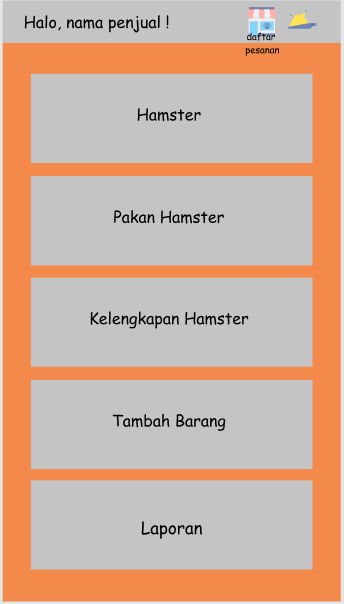 Halo, nama penjual !
daftar
pesanan
Hamster
Pakan Hamster
Kelengkapan Hamster
Tambah Barang
Laporan